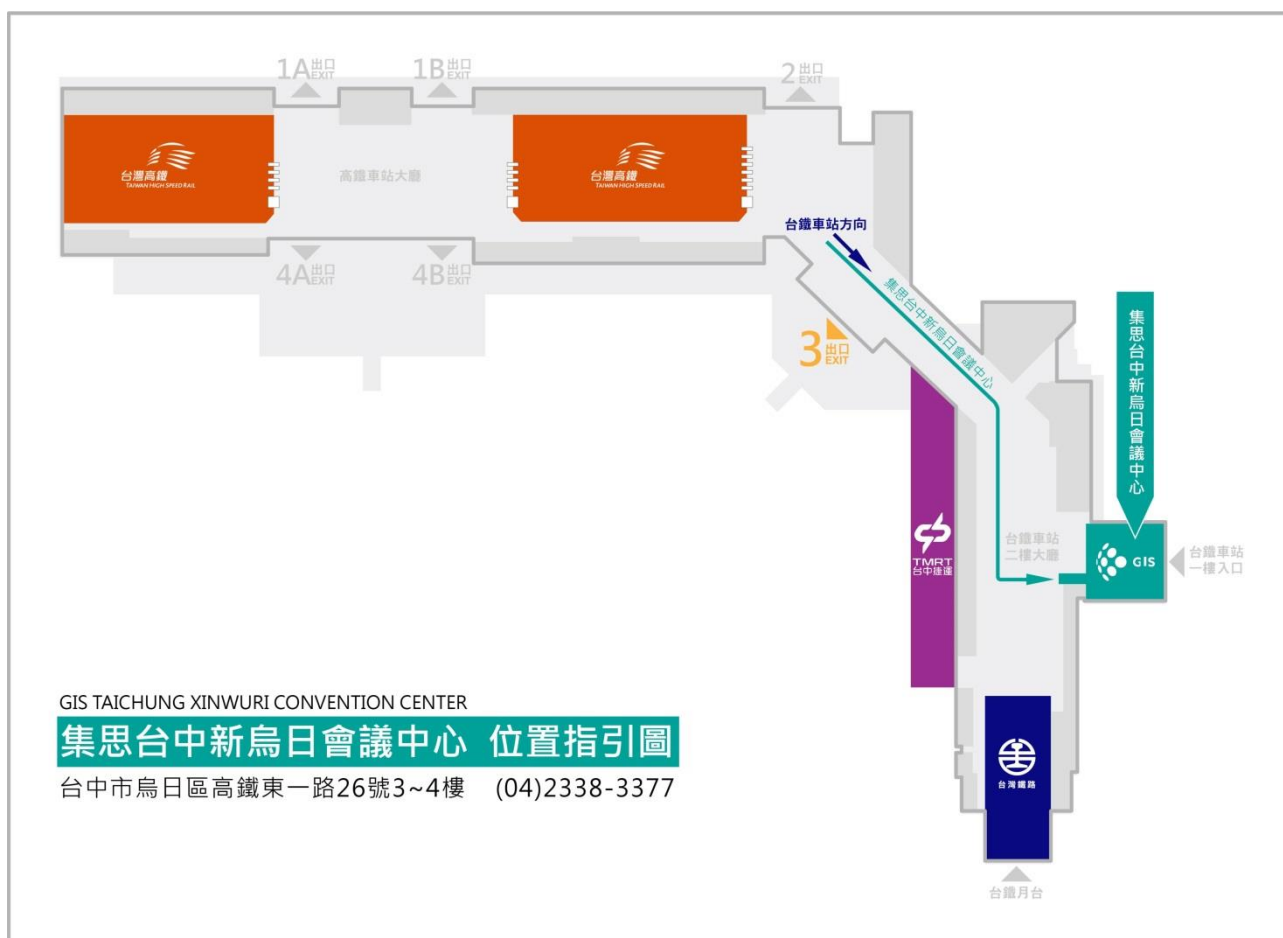 1A出口
EXIT
1B出口
EXIT
2出口
EXIT
台灣高鐵
TAIWAN HIGH SPEED RAIL
高鐵車站大廳
台灣高鐵
TAIWAN HIGH SPEED RAIL
台鐵車站方向
4A出口
EXIT
4B出口
EXIT
集思台中新烏日會議中心
3出口
EXIT
集思台中新烏日會議中心
TMRT
台中捷運
台鐵車站
二樓大廳
GIS
台鐵車站
一樓入口
GIS TAICHUNG XINWURI CONVENTION CENTER
集思台中新烏日會議中心 位置指引圖
台中市烏日區高鐵東一路26號3~4樓 (04)2338-3377
台灣鐵路
台鐵月台